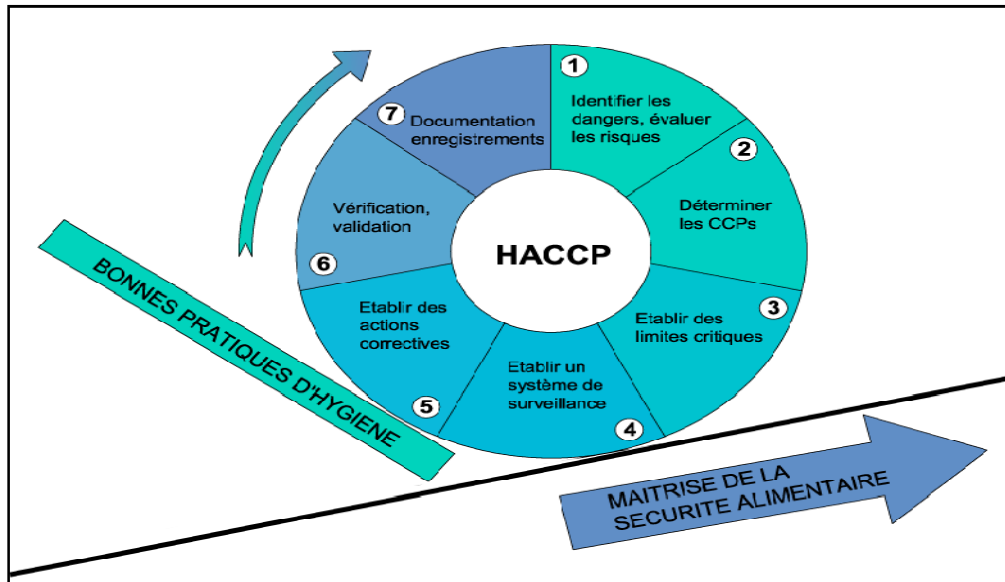 1
Identifier les
dangers, évaluer
les risques
2
Déterminer
les CCPs
3
Etablir des
limites critiques
4
Etablir un
système de
surveillance
5
Etablir des
actions
correctives
6
Vérification,
validation
7
Documentation
enregistrements
HACCP
BONNES PRATIQUES D'HYGIENE
MAITRISE DE LA
SECURITE ALIMENTAIRE